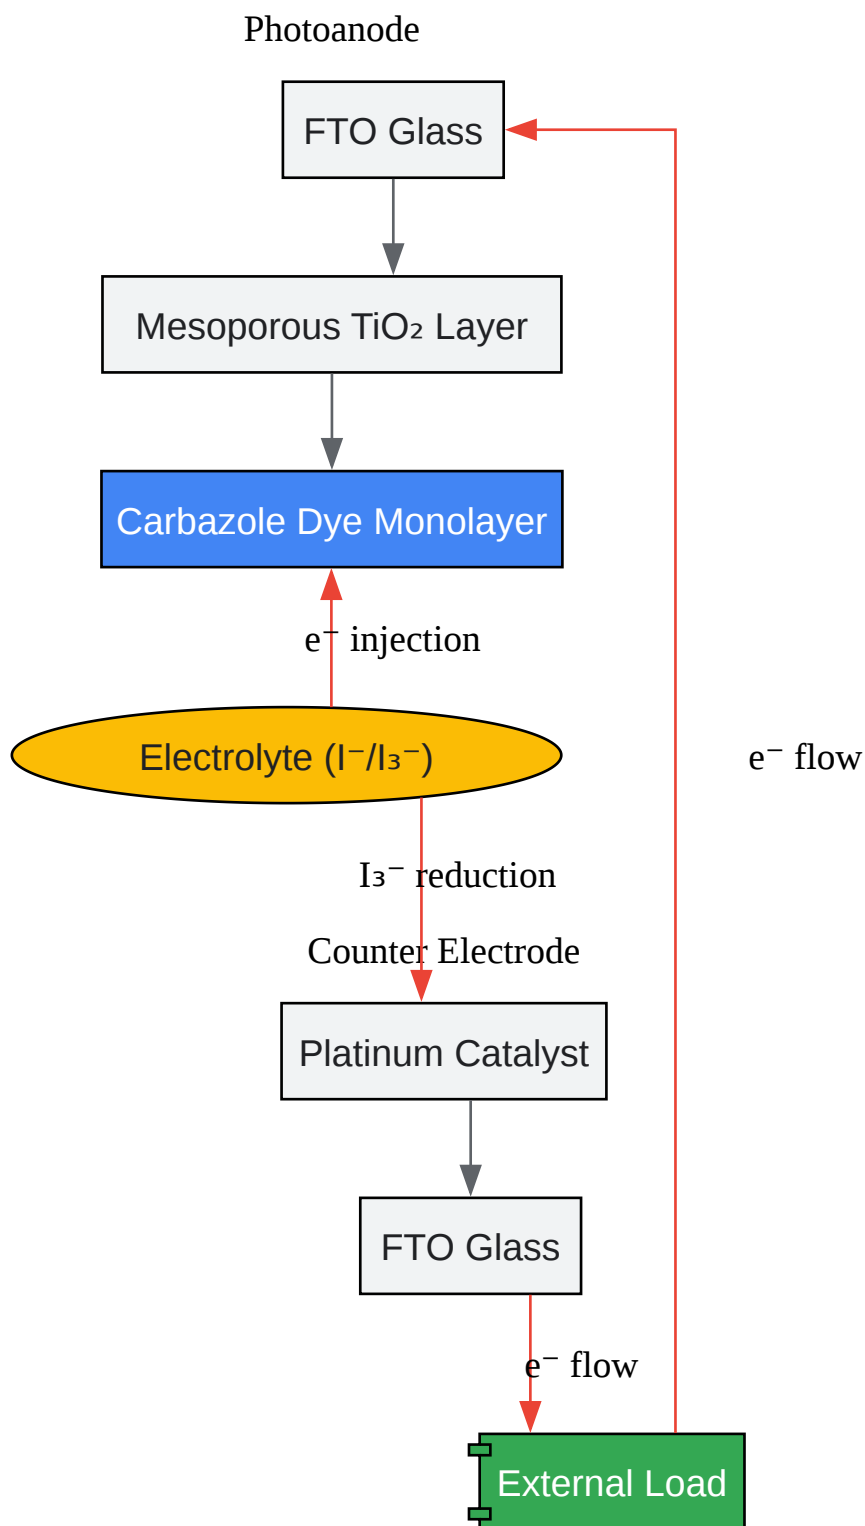 Photoanode
FTO Glass
Mesoporous TiO₂ Layer
Carbazole Dye Monolayer
e⁻ injection
Electrolyte (I⁻/I₃⁻)
e⁻ flow
I₃⁻ reduction
Counter Electrode
Platinum Catalyst
FTO Glass
e⁻ flow
External Load